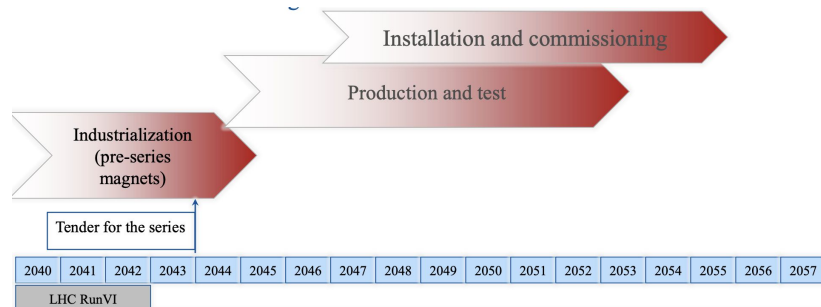 Installation and commissioning
Production and test
Industrialization
(pre-series
magnets)
Tender for the series
2040 2041 2042 2043 2044 2045 2046 2047 2048 2049 2050 2051 2052 2053 2054 2055 2056 2057
LHC RunVI